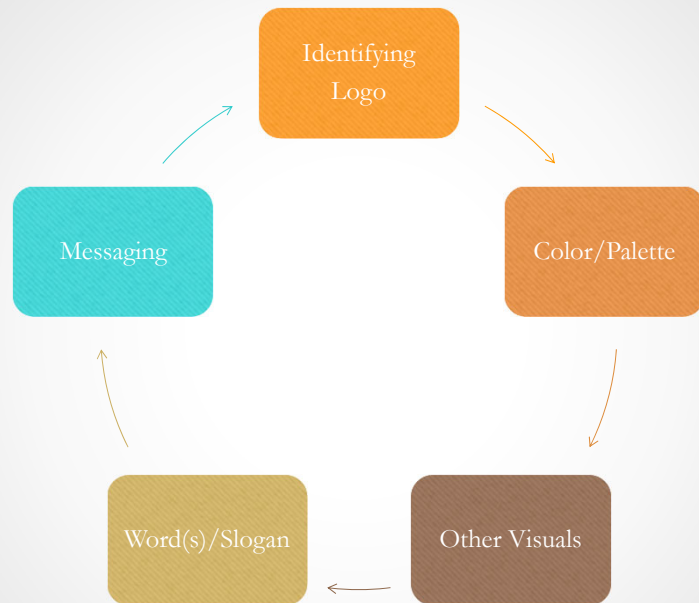 Identifying
Logo
Color/Palette
Other Visuals
Word(s)/Slogan
Messaging